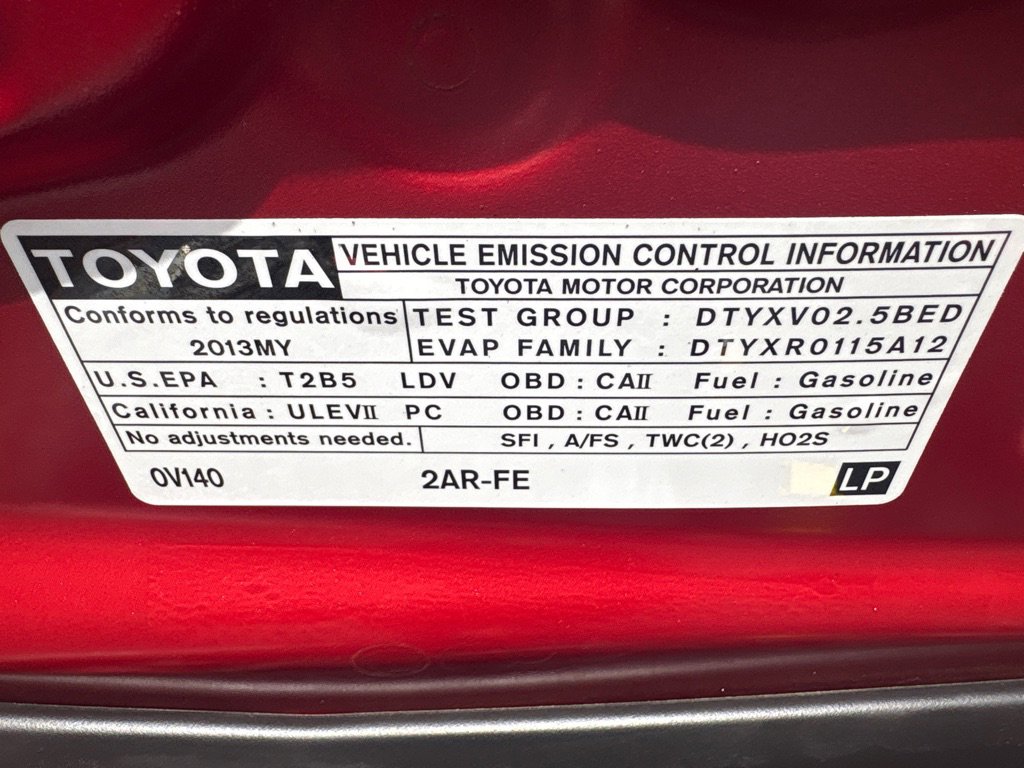 TOYOTA VEHICLE EMISSION CONTROL INFORMATION
TOYOTA MOTOR CORPORATION
Conforms to regulations
2013MY
TEST GROUP : DTYXV02.5BED
EVAP FAMILY : DTYXR0115A12
U.S.EPA : T2B5 LDV OBD : CAII Fuel : Gasoline
California : ULEVII PC OBD : CAII Fuel : Gasoline
No adjustments needed. SFI , A/FS , TWC(2) , HO2S
0V140 2AR-FE LP